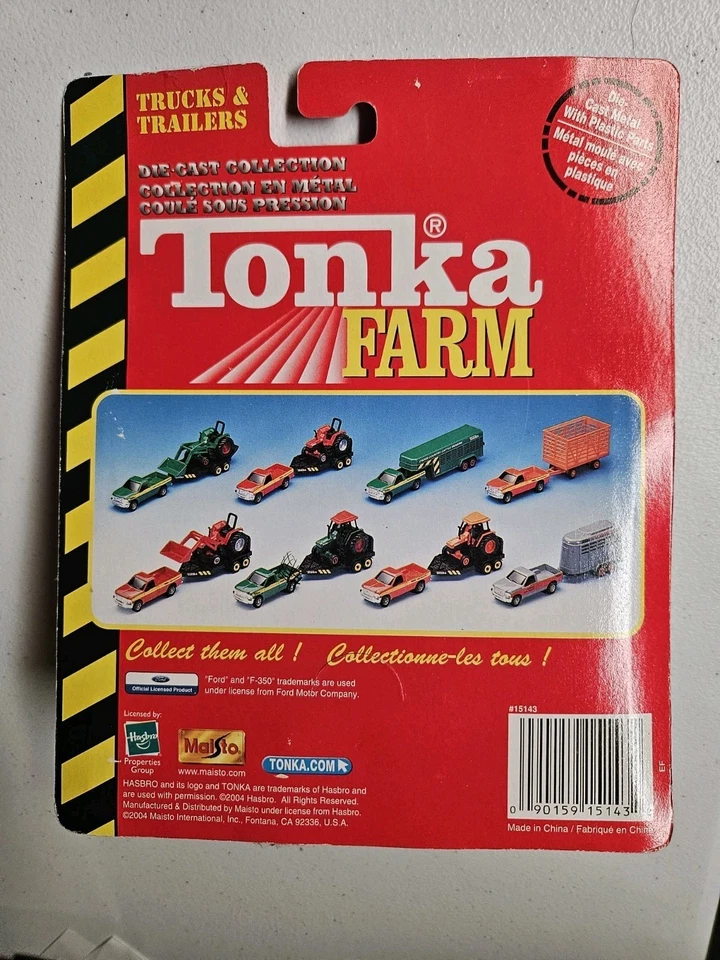 TRUCKS &
TRAILERS
DIE-CAST COLLECTION
COLLECTION EN MÉTAL
COULÉ SOUS PRESSION
Die-
Cast Metal
With Plastic Parts
Métal moulé avec
pièces en
plastique
Tonka®
FARM
Collect them all ! Collectionne-les tous !
Ford
Official Licensed Product
"Ford" and "F-350" trademarks are used
under license from Ford Motor Company.
Licensed by:
Hasbro
Properties
Group
Maisto
www.maisto.com
TONKA.COM
HASBRO and its logo and TONKA are trademarks of Hasbro and
are used with permission. ©2004 Hasbro. All Rights Reserved.
Manufactured & Distributed by Maisto under license from Hasbro.
©2004 Maisto International, Inc., Fontana, CA 92336, U.S.A.
#15143
EF
0 90159 15143
Made in China / Fabriqué en Chine